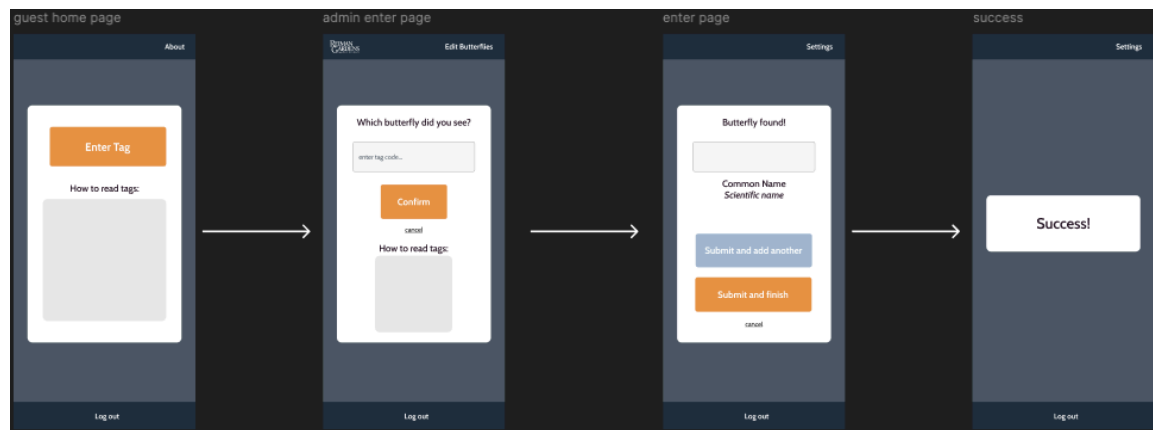 guest home page
About
Enter Tag
How to read tags:
Log out
admin enter page
REIMAN
GARDENS
Edit Butterflies
Which butterfly did you see?
enter tag code...
Confirm
cancel
How to read tags:
Log out
enter page
Settings
Butterfly found!
Common Name
Scientific name
Submit and add another
Submit and finish
cancel
Log out
success
Settings
Success!
Log out